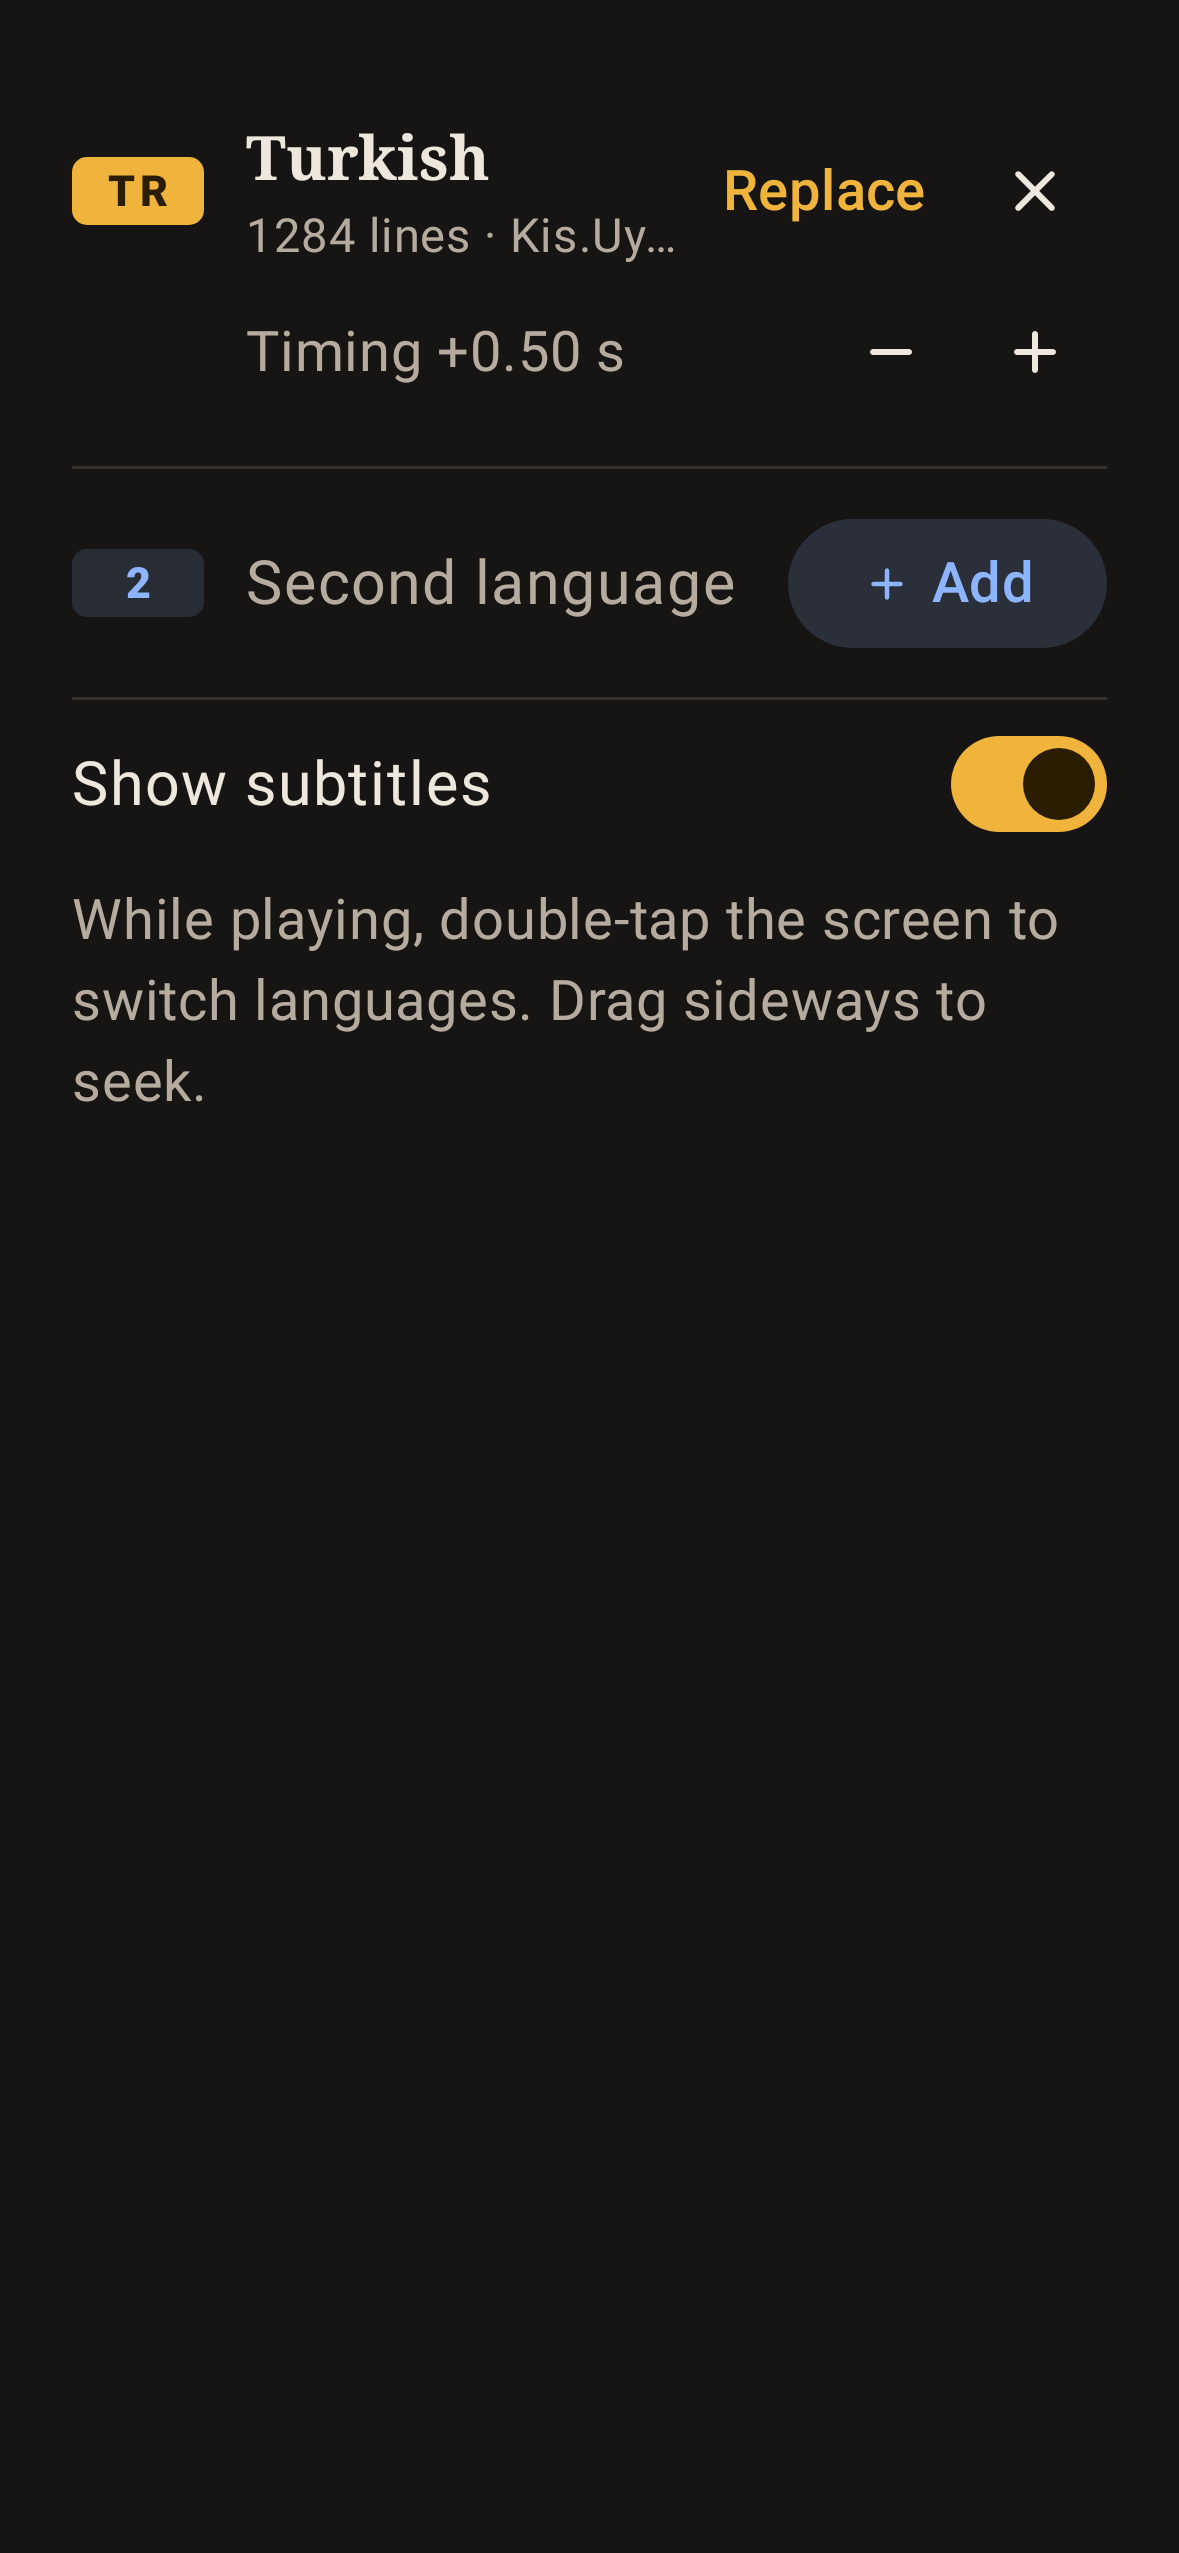 TR
Turkish
Replace
1284 lines · Kis.Uy…
Timing +0.50 s
2
Second language
+ Add
Show subtitles
While playing, double-tap the screen to
switch languages. Drag sideways to
seek.